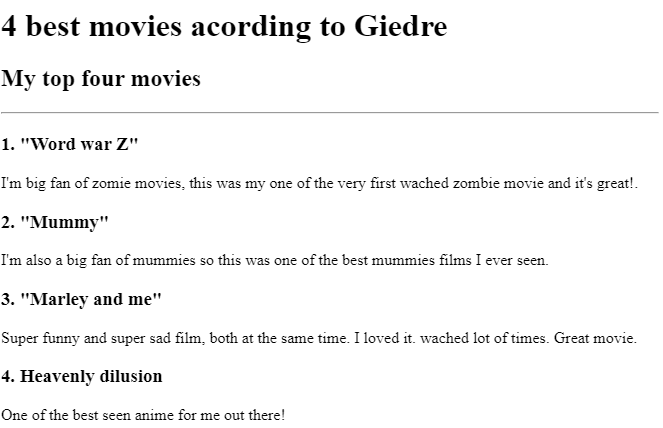 4 best movies acording to Giedre
My top four movies
1. "Word war Z"
I'm big fan of zomie movies, this was my one of the very first wached zombie movie and it's great!.
2. "Mummy"
I'm also a big fan of mummies so this was one of the best mummies films I ever seen.
3. "Marley and me"
Super funny and super sad film, both at the same time. I loved it. wached lot of times. Great movie.
4. Heavenly dilusion
One of the best seen anime for me out there!